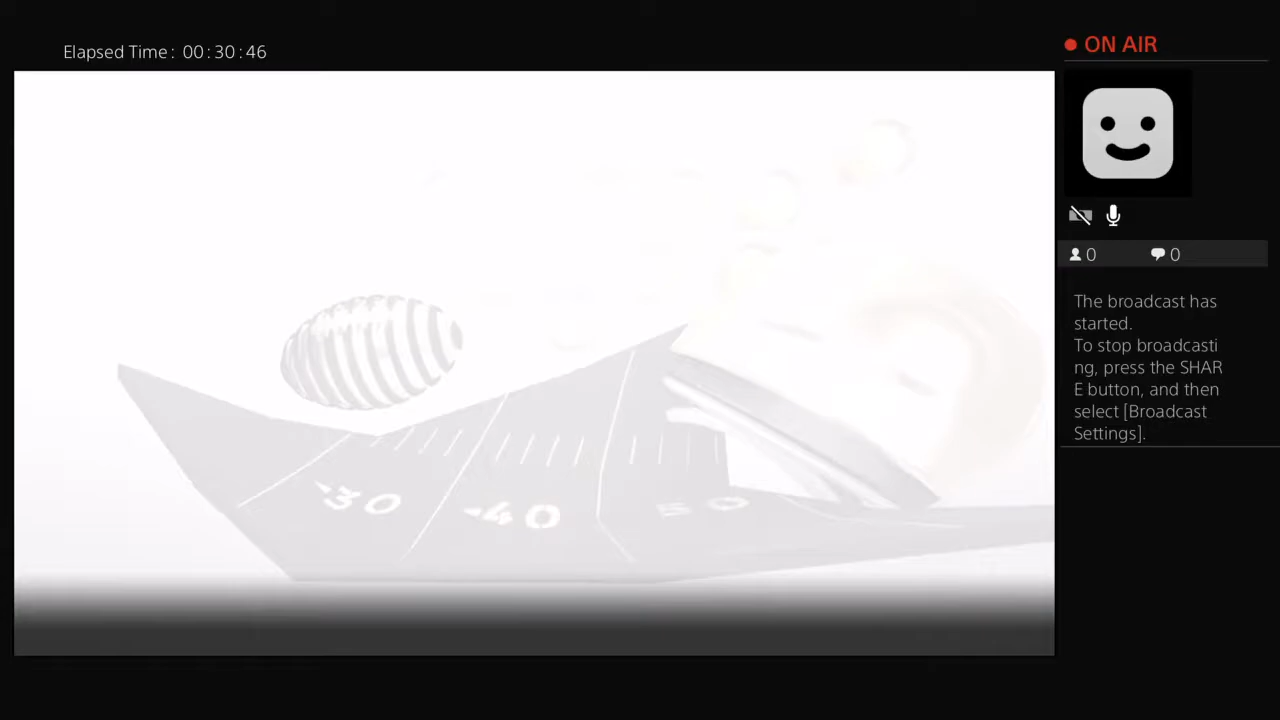 Elapsed Time: 00:30:46
ON AIR
0 0
The broadcast has
started.
To stop broadcasti
ng, press the SHAR
E button, and then
select [Broadcast
Settings].
30 40 50